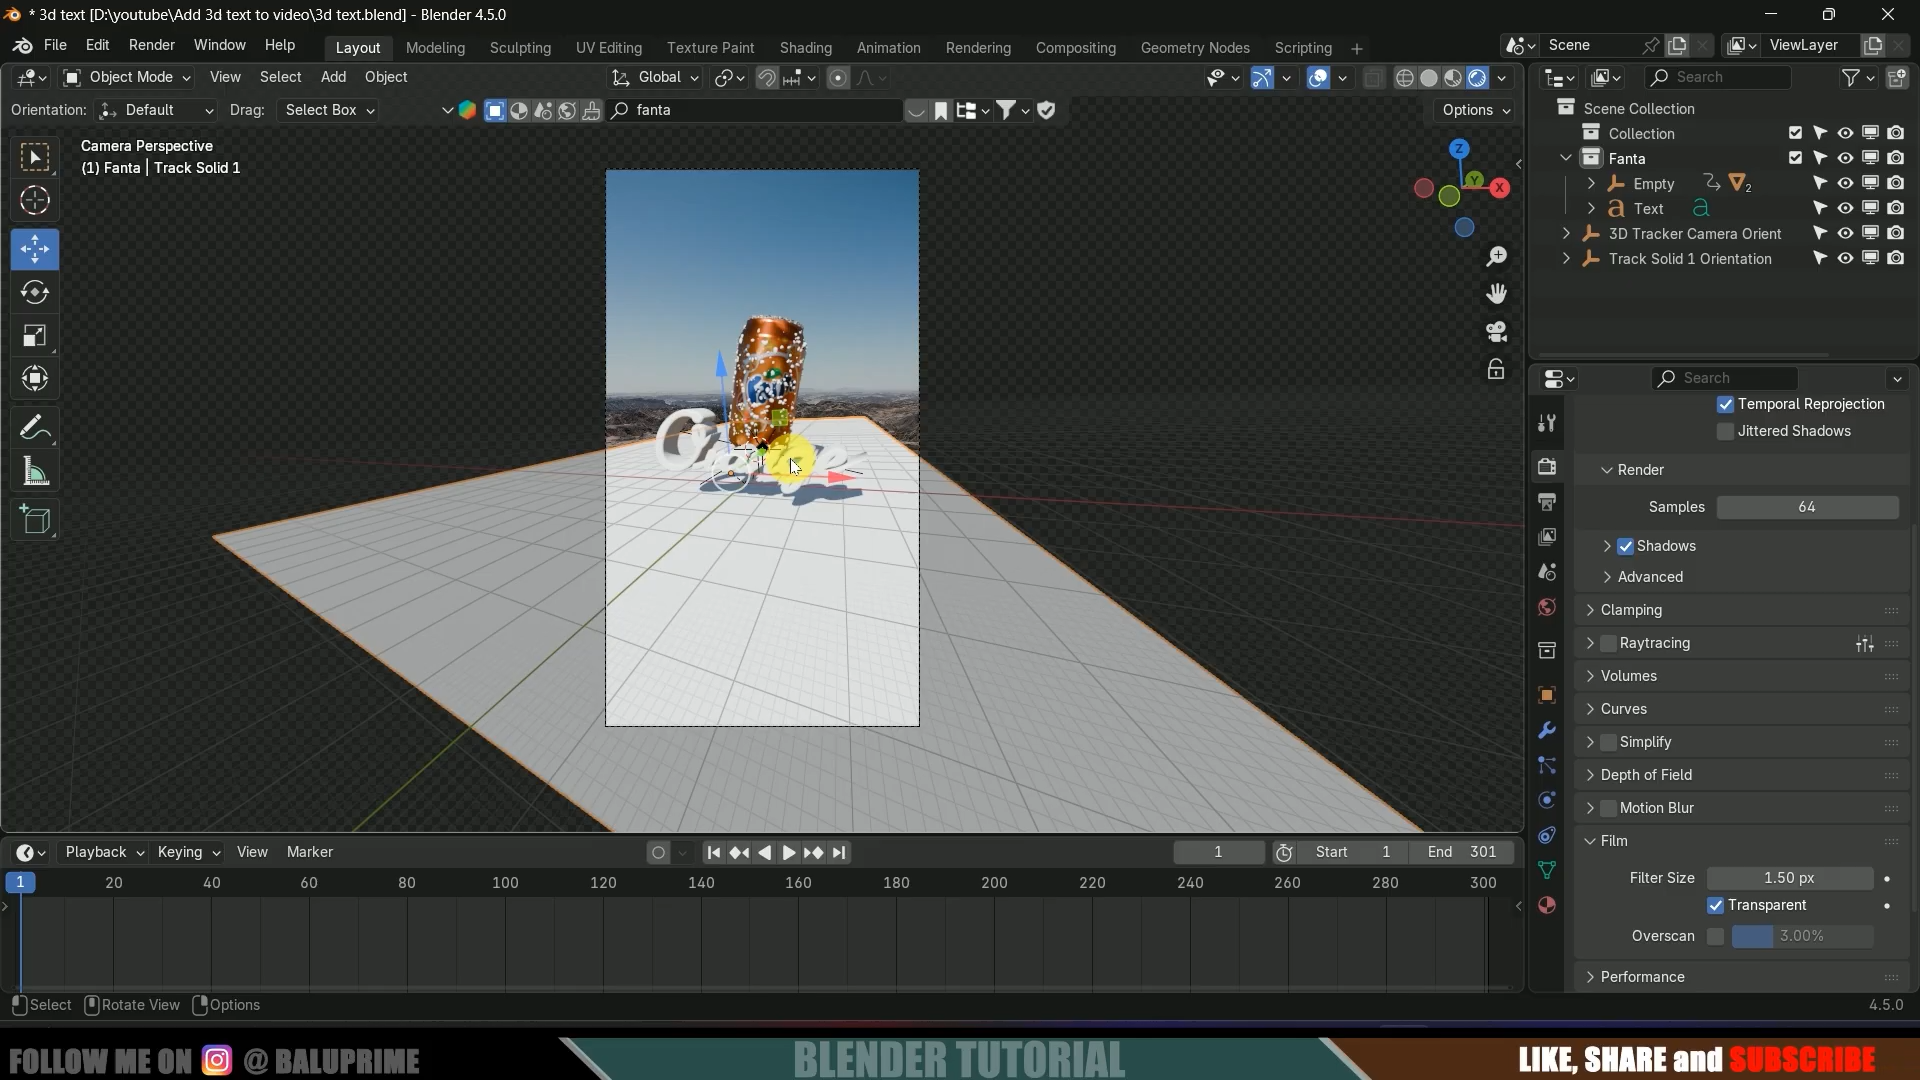 * 3d text [D:\youtube\Add 3d text to video\3d text.blend] - Blender 4.5.0
File Edit Render Window Help
Layout Modeling Sculpting UV Editing Texture Paint Shading Animation Rendering Compositing Geometry Nodes Scripting +
Scene ViewLayer
Object Mode View Select Add Object Global
Search
Orientation: Default Drag: Select Box fanta Options
Camera Perspective
(1) Fanta | Track Solid 1
Z
Y
X
Scene Collection
Collection
Fanta
Empty 2
Text
3D Tracker Camera Orient
Track Solid 1 Orientation
Search
Temporal Reprojection
Jittered Shadows
Render
Samples 64
Shadows
Advanced
Clamping
Raytracing
Volumes
Curves
Simplify
Depth of Field
Motion Blur
Film
Filter Size 1.50 px
Transparent
Overscan 3.00%
Performance
Playback Keying View Marker 1 Start 1 End 301
1 20 40 60 80 100 120 140 160 180 200 220 240 260 280 300
Select Rotate View Options 4.5.0
FOLLOW ME ON @ BALUPRIME BLENDER TUTORIAL LIKE, SHARE and SUBSCRIBE